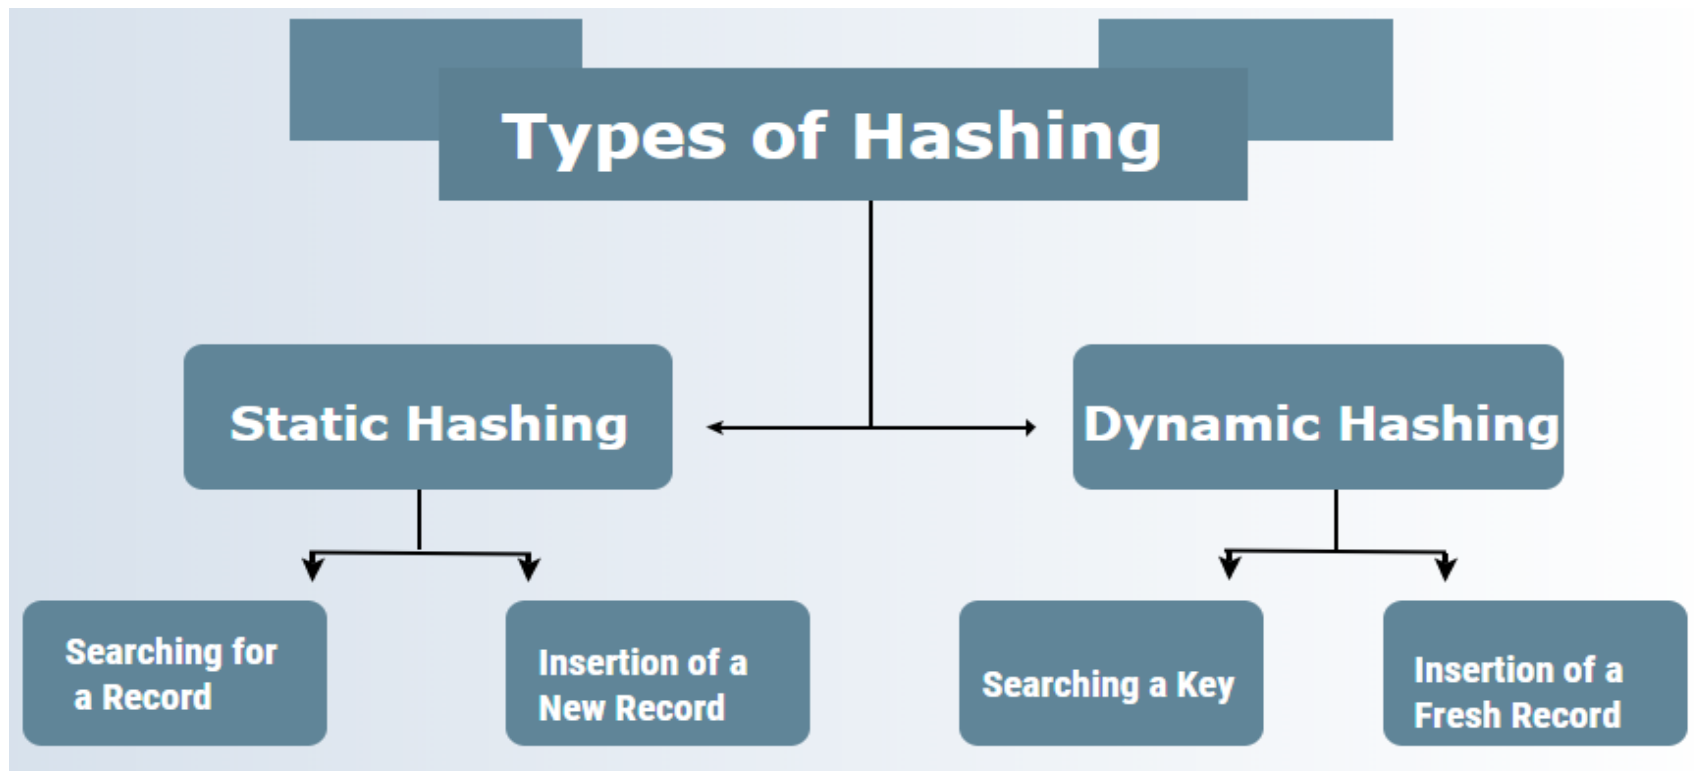 Types of Hashing
Static Hashing
Dynamic Hashing
Searching for
a Record
Insertion of a
New Record
Searching a Key
Insertion of a
Fresh Record